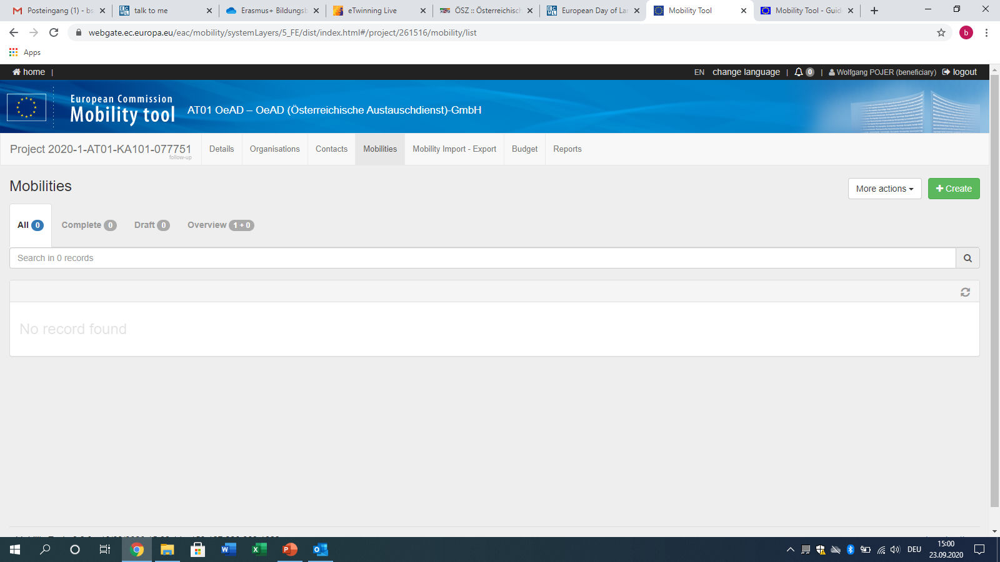 Posteingang (1) - bs
talk to me
Erasmus+ Bildungsb
eTwinning Live
ÖSZ :: Österreichisch
European Day of Lan
Mobility Tool
Mobility Tool - Guid
webgate.ec.europa.eu/eac/mobility/systemLayers/5_FE/dist/index.html#/project/261516/mobility/list
b
Apps
home |
EN change language | 0 | Wolfgang POJER (beneficiary) logout
European Commission
Mobility tool
AT01 OeAD – OeAD (Österreichische Austauschdienst)-GmbH
Project 2020-1-AT01-KA101-077751
follow-up
Details
Organisations
Contacts
Mobilities
Mobility Import - Export
Budget
Reports
Mobilities
More actions
Create
All 0
Complete 0
Draft 0
Overview 1 + 0
Search in 0 records
No record found
DEU
15:00
23.09.2020